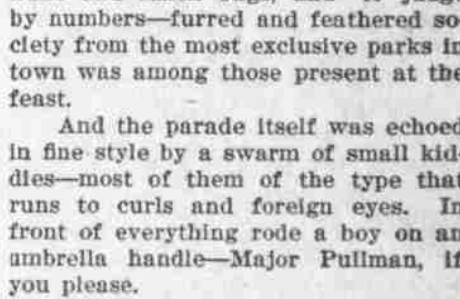 by numbers—furred and feathered so
ciety from the most exclusive parks in
town was among those present at the
feast.
And the parade itself was echoed
in fine style by a swarm of small kid-
dies—most of them of the type that
runs to curls and foreign eyes. In
front of everything rode a boy on an
umbrella handle—Major Pullman, if
you please.